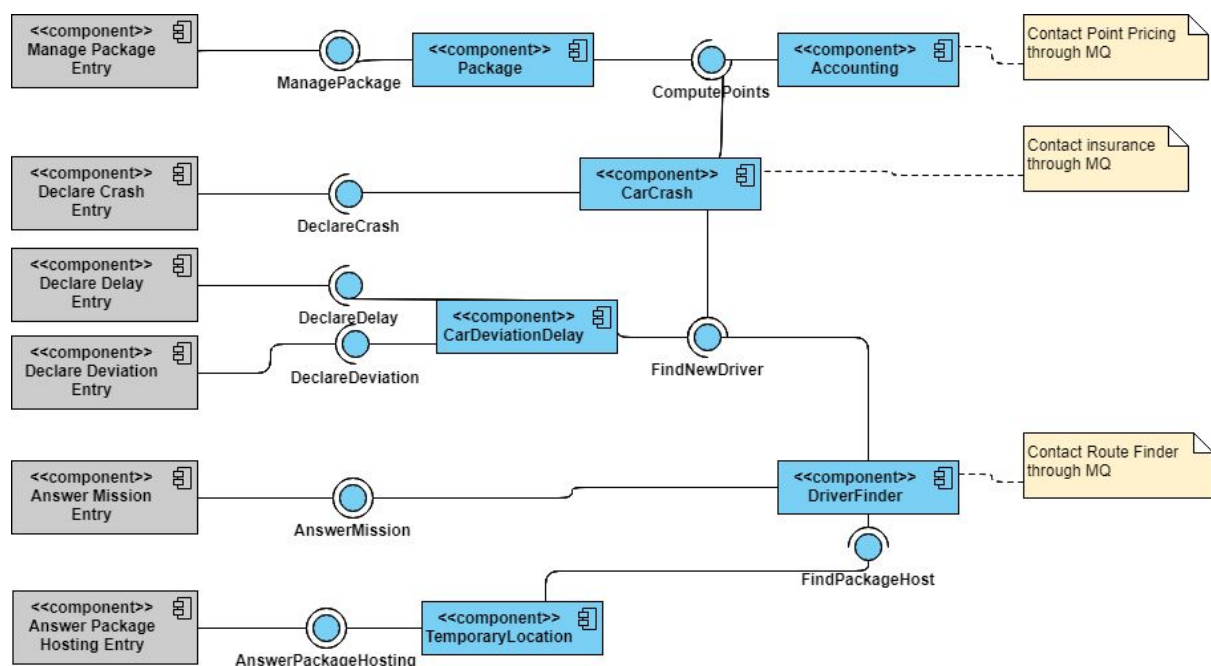 <<component>>
Manage Package
Entry
ManagePackage
<<component>>
Package
ComputePoints
<<component>>
Accounting
Contact Point Pricing
through MQ
<<component>>
Declare Crash
Entry
DeclareCrash
<<component>>
CarCrash
Contact insurance
through MQ
<<component>>
Declare Delay
Entry
DeclareDelay
<<component>>
CarDeviationDelay
<<component>>
Declare Deviation
Entry
DeclareDeviation
FindNewDriver
<<component>>
Answer Mission
Entry
AnswerMission
<<component>>
DriverFinder
Contact Route Finder
through MQ
FindPackageHost
<<component>>
Answer Package
Hosting Entry
AnswerPackageHosting
<<component>>
TemporaryLocation